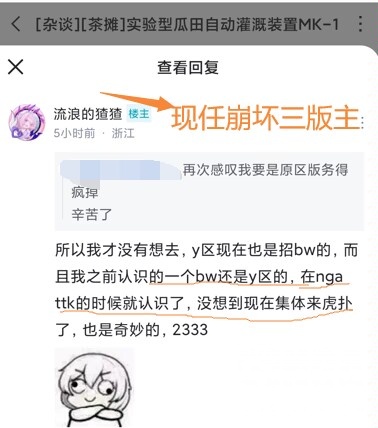 [杂谈][茶摊]实验型瓜田自动灌溉装置MK-1
查看回复
流浪的猹猹 楼主
现任崩坏三版主
5小时前 · 浙江
再次感叹我要是原区版务得
疯掉
辛苦了
所以我才没有想去，y区现在也是招bw的，而
且我之前认识的一个bw还是y区的，在nga
ttk的时候就认识了，没想到现在集体来虎扑
了，也是奇妙的，2333